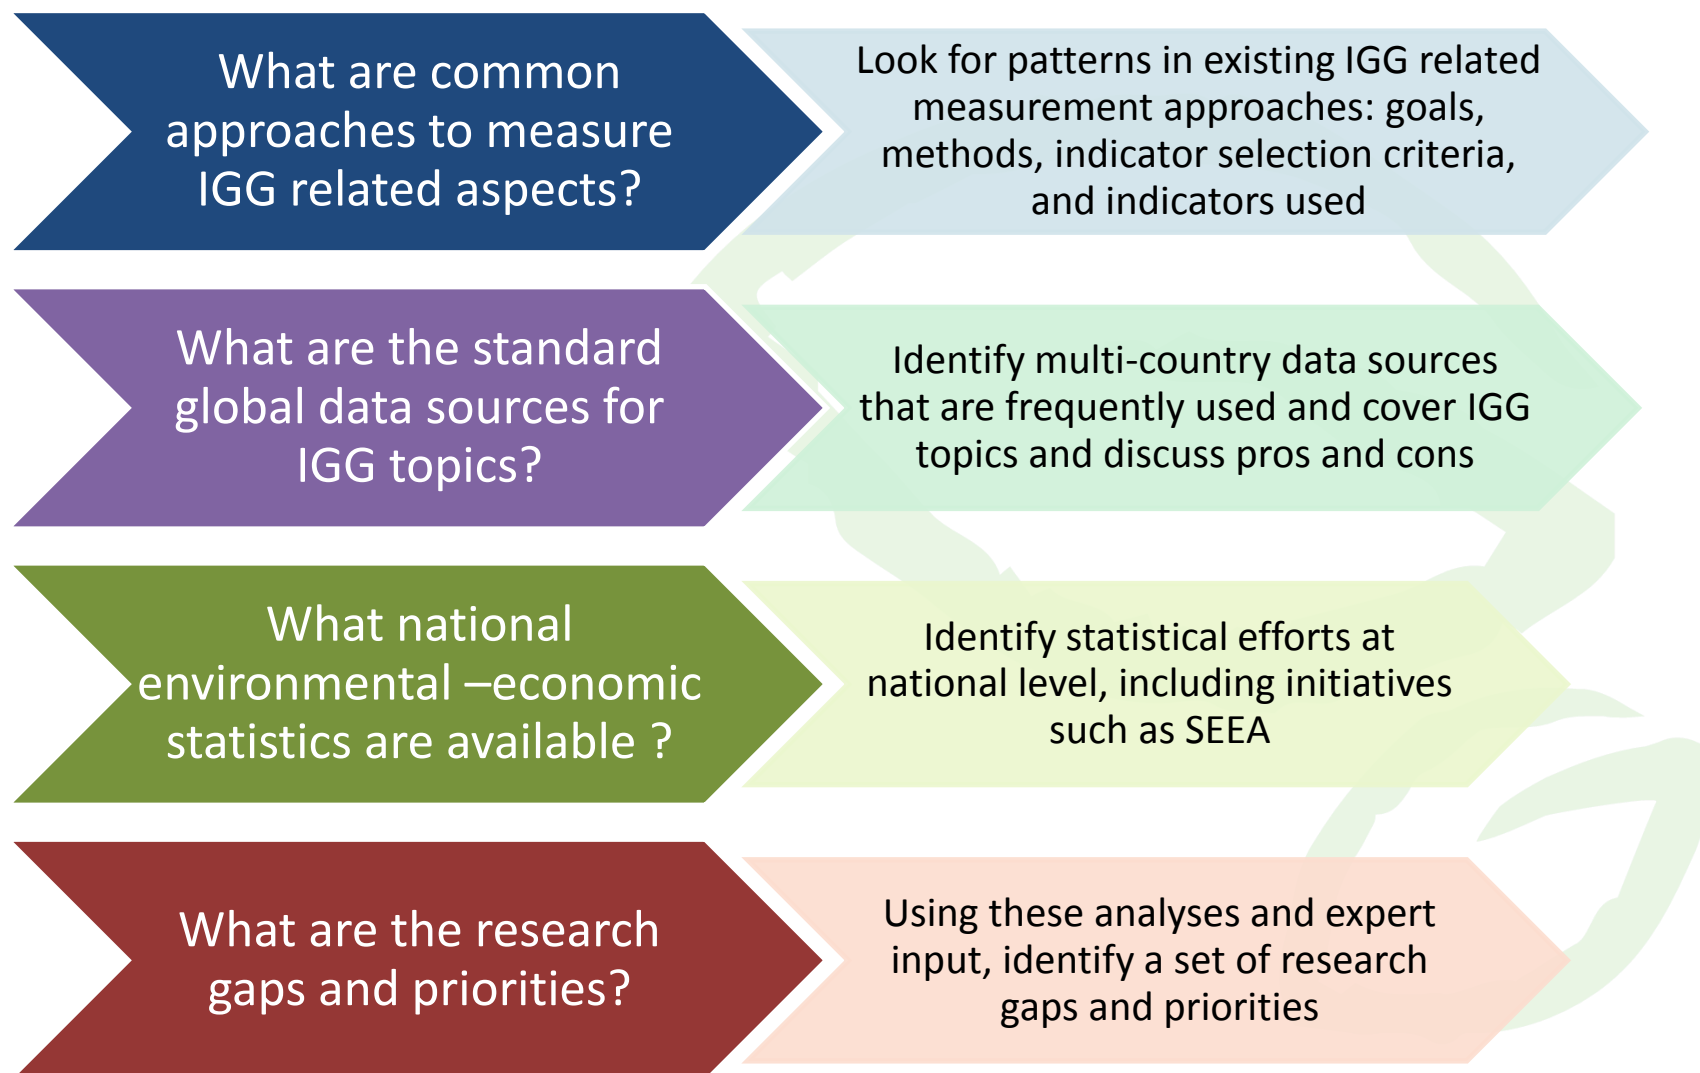 What are common
approaches to measure
IGG related aspects?
Look for patterns in existing IGG related
measurement approaches: goals,
methods, indicator selection criteria,
and indicators used
What are the standard
global data sources for
IGG topics?
Identify multi-country data sources
that are frequently used and cover IGG
topics and discuss pros and cons
What national
environmental –economic
statistics are available ?
Identify statistical efforts at
national level, including initiatives
such as SEEA
What are the research
gaps and priorities?
Using these analyses and expert
input, identify a set of research
gaps and priorities